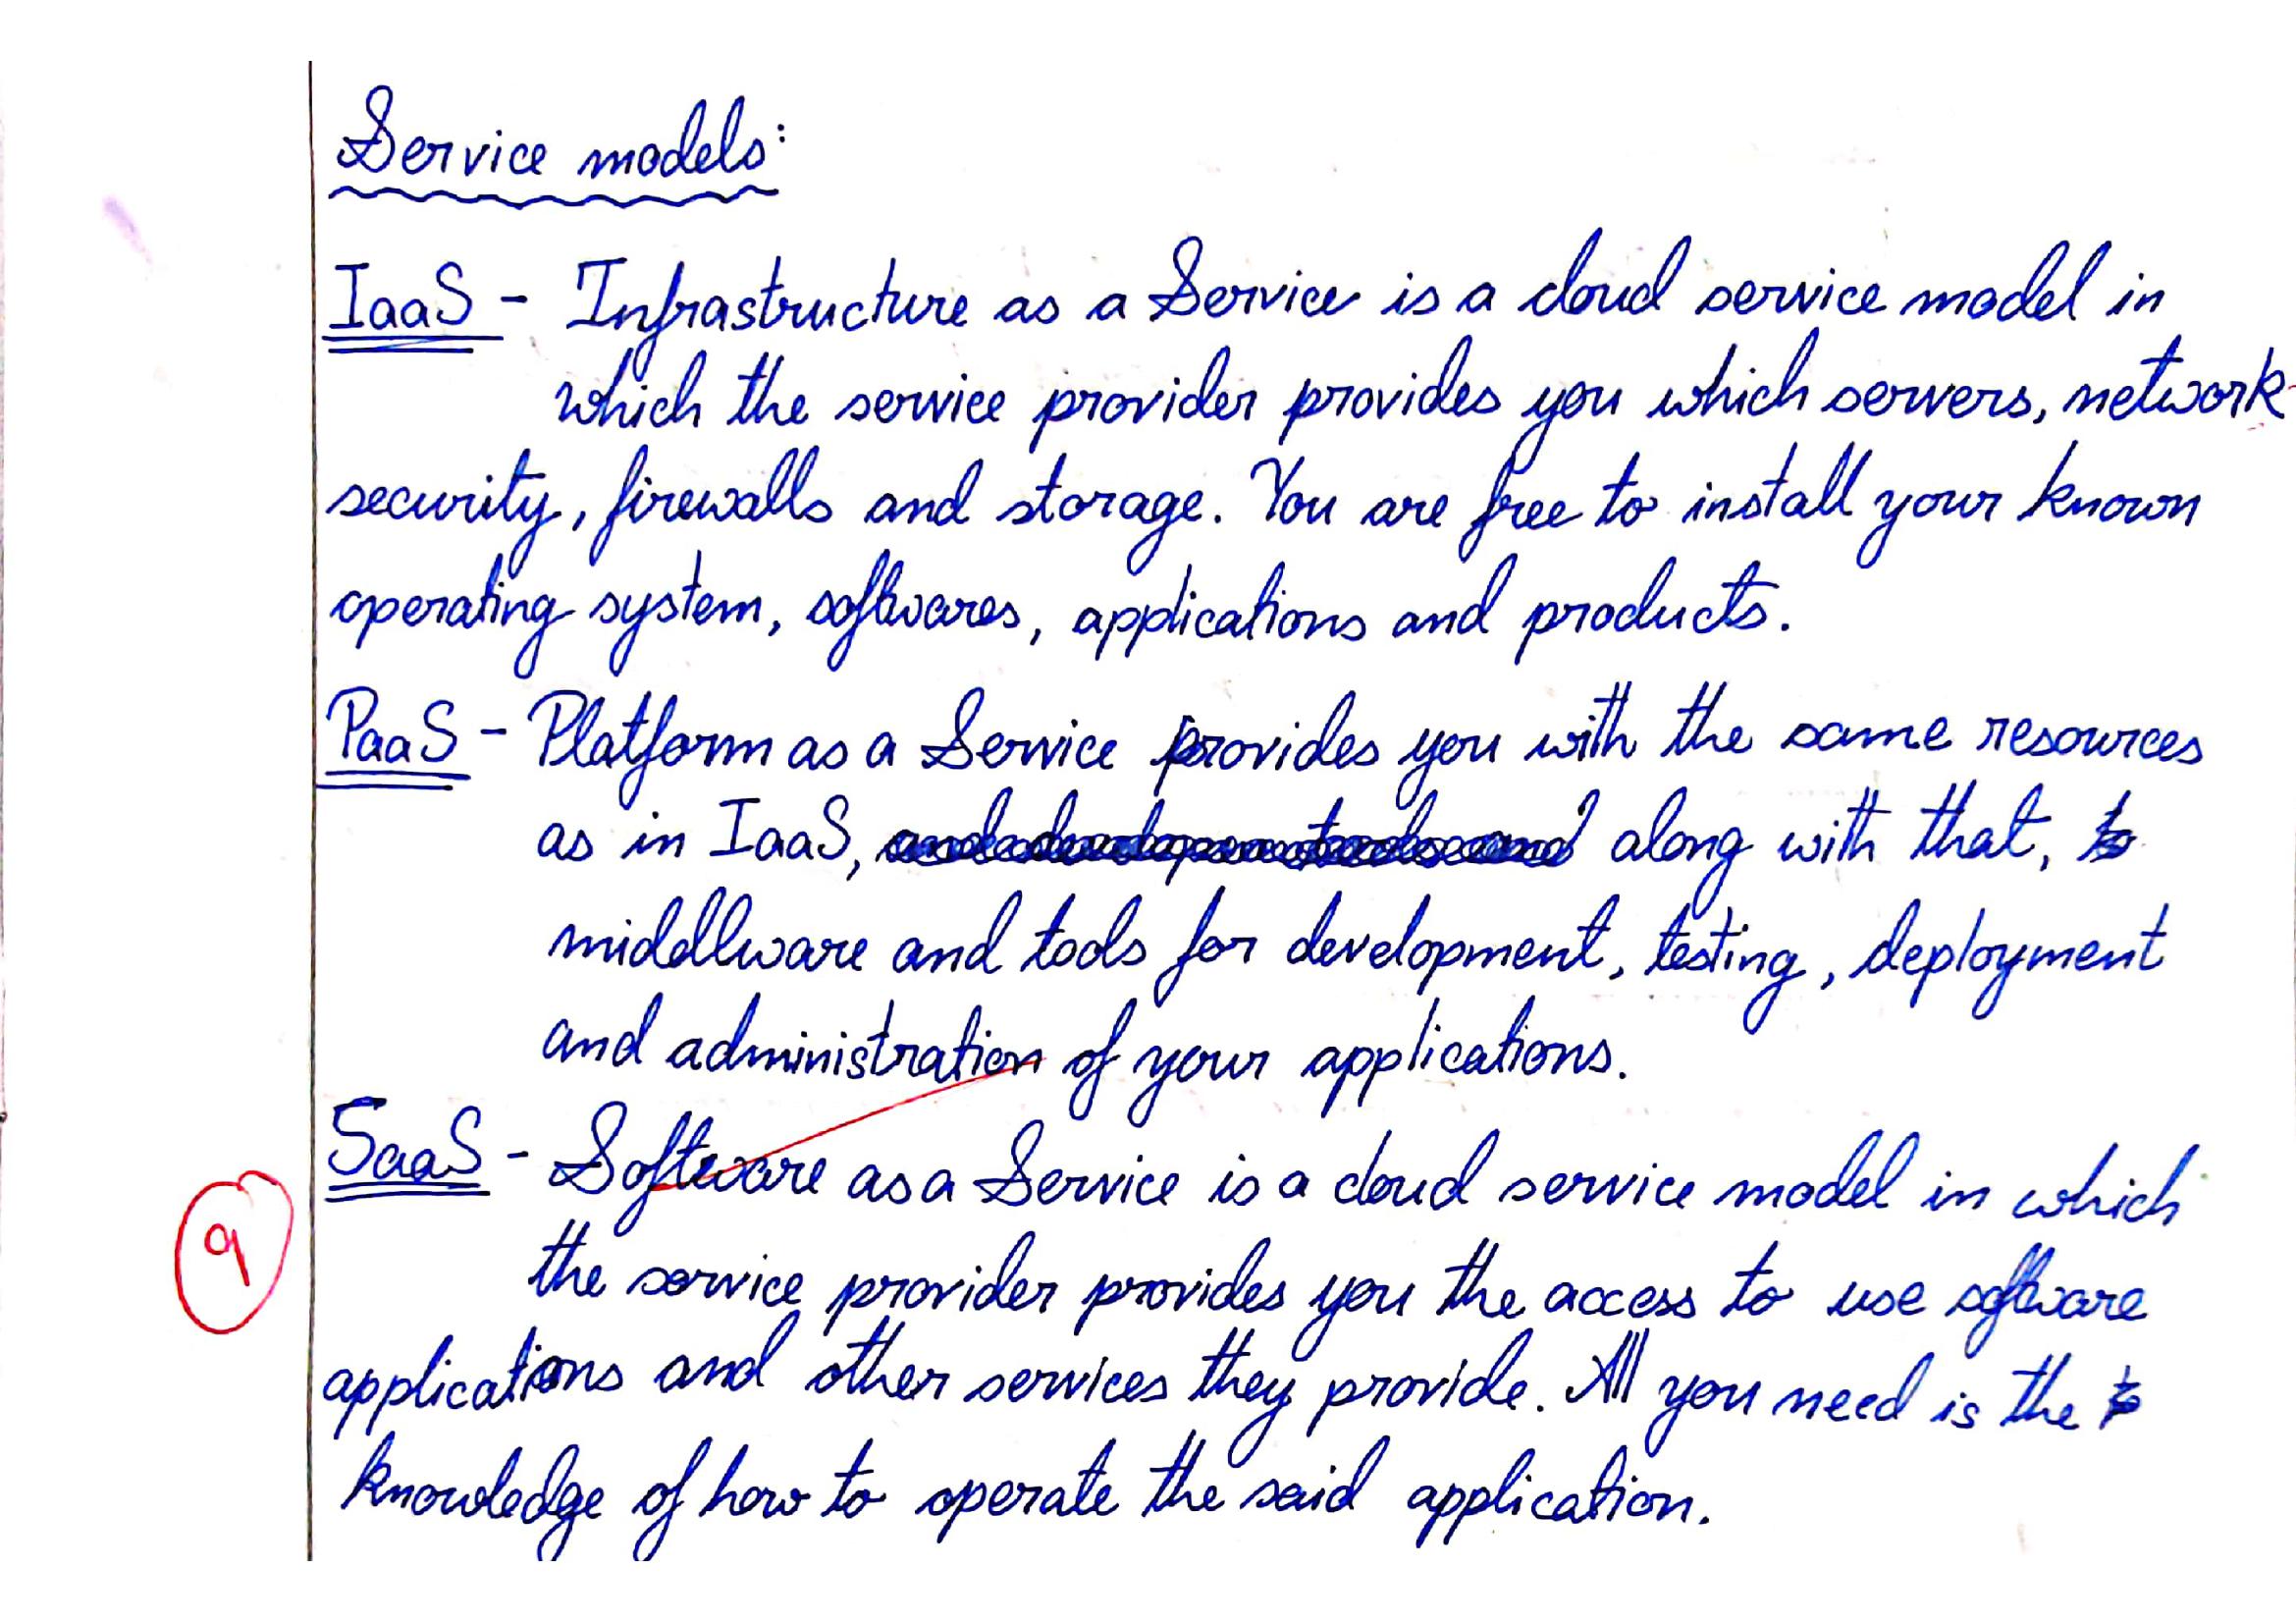 Service models:
IaaS - Infrastructure as a Service is a cloud service model in
which the service provider provides you which servers, network
security, firewalls and storage. You are free to install your known
operating system, softwares, applications and products.
PaaS - Platform as a Service provides you with the same resources
as in IaaS, along with that,
middleware and tools for development, testing, deployment
and administration of your applications.
SaaS - Software as a Service is a cloud service model in which
the service provider provides you the access to use software
9
applications and other services they provide. All you need is the
knowledge of how to operate the said application.